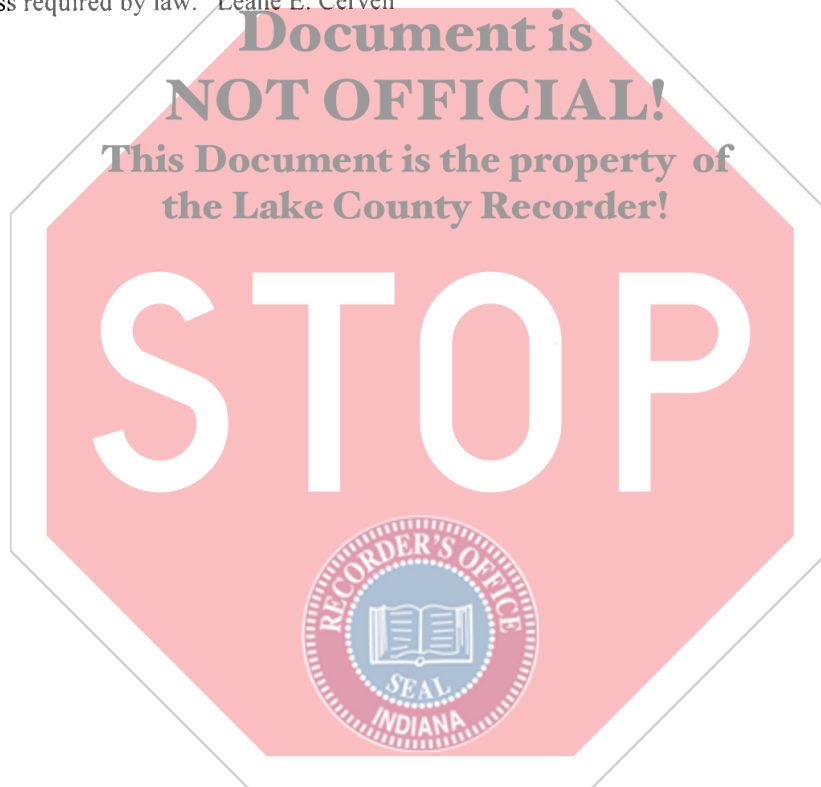 ss required by law. Leane E. Cerven
Document is
NOT OFFICIAL!
This Document is the property of
the Lake County Recorder!
STOP
RECORDER'S OFFICE
SEAL
INDIANA